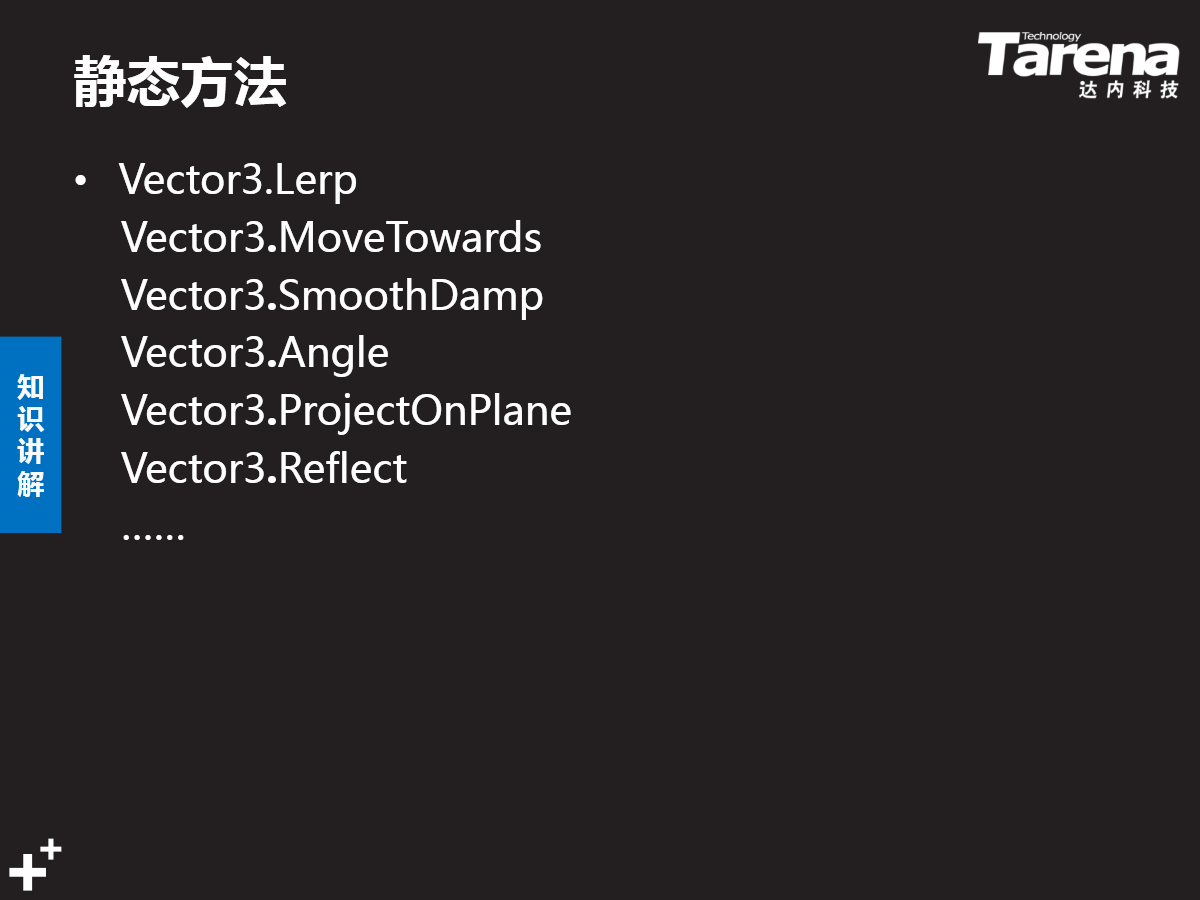 静态方法
Technology
Tarena
达内科技
• Vector3.Lerp
Vector3.MoveTowards
Vector3.SmoothDamp
Vector3.Angle
Vector3.ProjectOnPlane
Vector3.Reflect
……
知识讲解